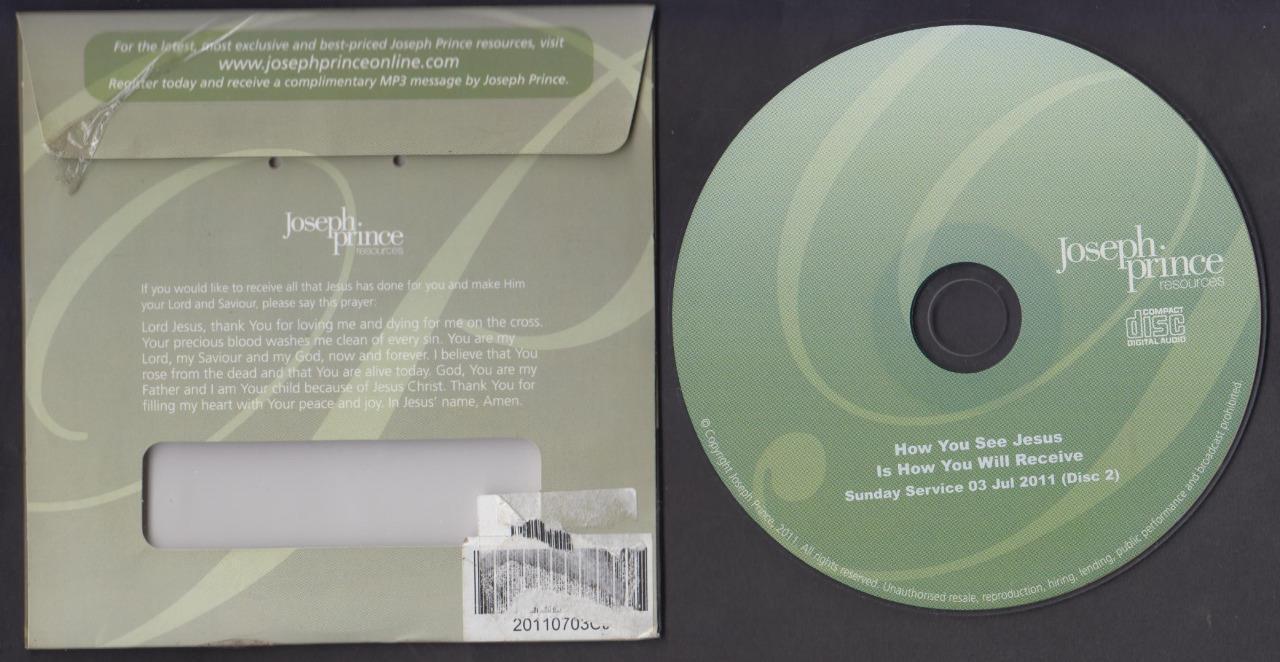 For the latest, most exclusive and best-priced Joseph Prince resources, visit
www.josephprinceonline.com
Register today and receive a complimentary MP3 message by Joseph Prince.
Joseph
prince
resources
If you would like to receive all that Jesus has done for you and make Him
your Lord and Saviour, please say this prayer:
Lord Jesus, thank You for loving me and dying for me on the cross.
Your precious blood washes me clean of every sin. You are my
Lord, my Saviour and my God, now and forever. I believe that You
rose from the dead and that You are alive today. God, You are my
Father and I am Your child because of Jesus Christ. Thank You for
filling my heart with Your peace and joy. In Jesus' name, Amen.
Joseph
prince
resources
COMPACT
disc
DIGITAL AUDIO
How You See Jesus
Is How You Will Receive
Sunday Service 03 Jul 2011 (Disc 2)
© Copyright Joseph Prince, 2011. All rights reserved. Unauthorised resale, reproduction, hiring, lending, public performance and broadcast prohibited.